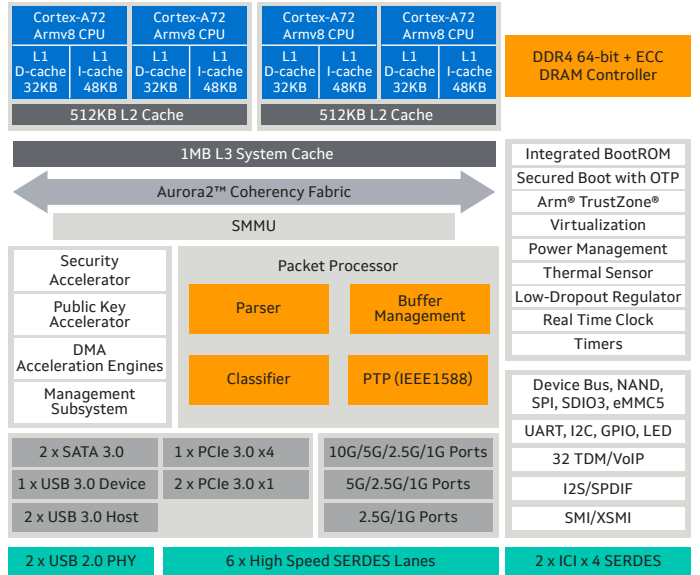 Cortex-A72
Armv8 CPU
Cortex-A72
Armv8 CPU
L1
D-cache
32KB
L1
I-cache
48KB
L1
D-cache
32KB
L1
I-cache
48KB
512KB L2 Cache
Cortex-A72
Armv8 CPU
Cortex-A72
Armv8 CPU
L1
D-cache
32KB
L1
I-cache
48KB
L1
D-cache
32KB
L1
I-cache
48KB
512KB L2 Cache
DDR4 64-bit + ECC
DRAM Controller
1MB L3 System Cache
Aurora2™ Coherency Fabric
SMMU
Integrated BootROM
Secured Boot with OTP
Arm® TrustZone®
Virtualization
Power Management
Thermal Sensor
Low-Dropout Regulator
Real Time Clock
Timers
Security
Accelerator
Public Key
Accelerator
DMA
Acceleration Engines
Management
Subsystem
Packet Processor
Parser
Buffer
Management
Classifier
PTP (IEEE1588)
Device Bus, NAND,
SPI, SDIO3, eMMC5
UART, I2C, GPIO, LED
32 TDM/VoIP
I2S/SPDIF
SMI/XSMI
2 x SATA 3.0
1 x PCIe 3.0 x4
1 x USB 3.0 Device
2 x PCIe 3.0 x1
2 x USB 3.0 Host
10G/5G/2.5G/1G Ports
5G/2.5G/1G Ports
2.5G/1G Ports
2 x USB 2.0 PHY
6 x High Speed SERDES Lanes
2 x ICI x 4 SERDES